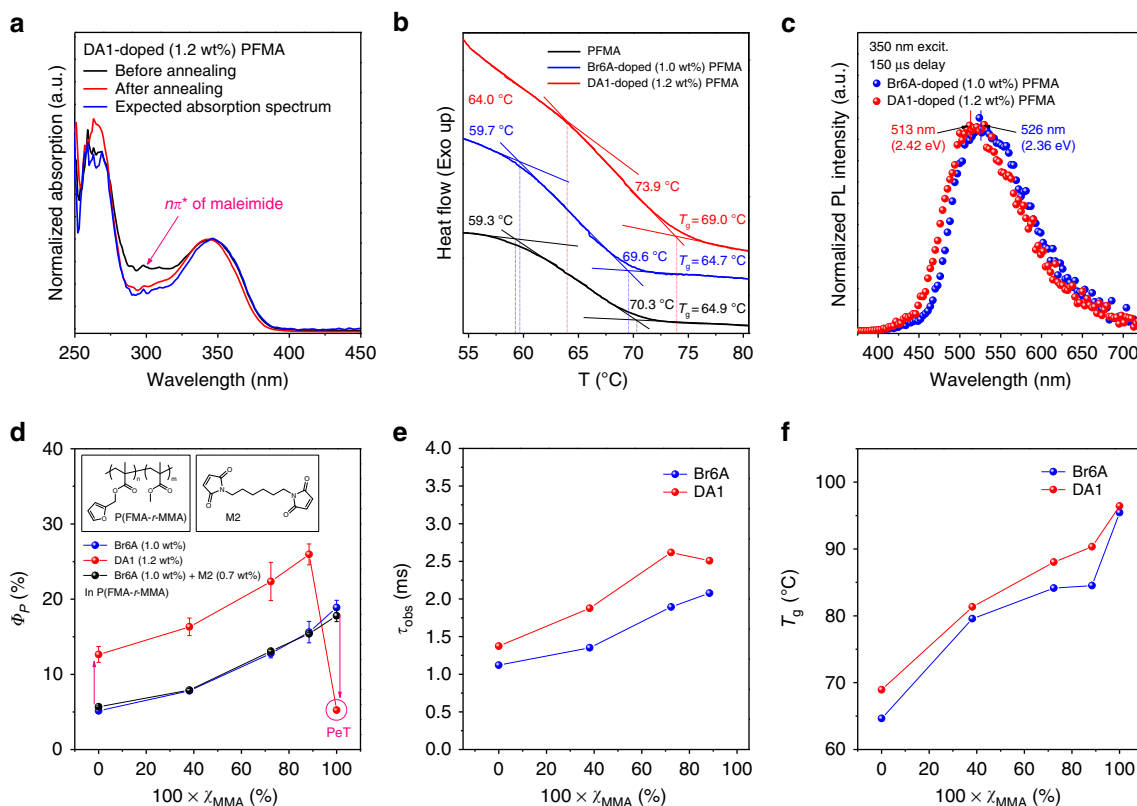 a
DA1-doped (1.2 wt%) PFMA
Before annealing
After annealing
Expected absorption spectrum
nπ* of maleimide
Normalized absorption (a.u.)
250 300 350 400 450
Wavelength (nm)
b
PFMA
Br6A-doped (1.0 wt%) PFMA
DA1-doped (1.2 wt%) PFMA
64.0 °C
59.7 °C
73.9 °C
59.3 °C
Tg = 69.0 °C
69.6 °C
Tg = 64.7 °C
70.3 °C
Tg = 64.9 °C
Heat flow (Exo up)
55 60 65 70 75 80
T (°C)
c
350 nm excit.
150 μs delay
Br6A-doped (1.0 wt%) PFMA
DA1-doped (1.2 wt%) PFMA
513 nm
(2.42 eV)
526 nm
(2.36 eV)
Normalized PL intensity (a.u.)
400 450 500 550 600 650 700
Wavelength (nm)
d
40
30
20
10
0
ΦP (%)
n
m
O
O
O
O
O
P(FMA-r-MMA)
O
N
O
O
N
O
M2
Br6A (1.0 wt%)
DA1 (1.2 wt%)
Br6A (1.0 wt%) + M2 (0.7 wt%)
In P(FMA-r-MMA)
PeT
0 20 40 60 80 100
100 × χMMA (%)
e
4.0
3.5
3.0
2.5
2.0
1.5
1.0
0.5
0.0
τobs (ms)
Br6A
DA1
0 20 40 60 80 100
100 × χMMA (%)
f
100
90
80
70
60
Tg (°C)
Br6A
DA1
0 20 40 60 80 100
100 × χMMA (%)